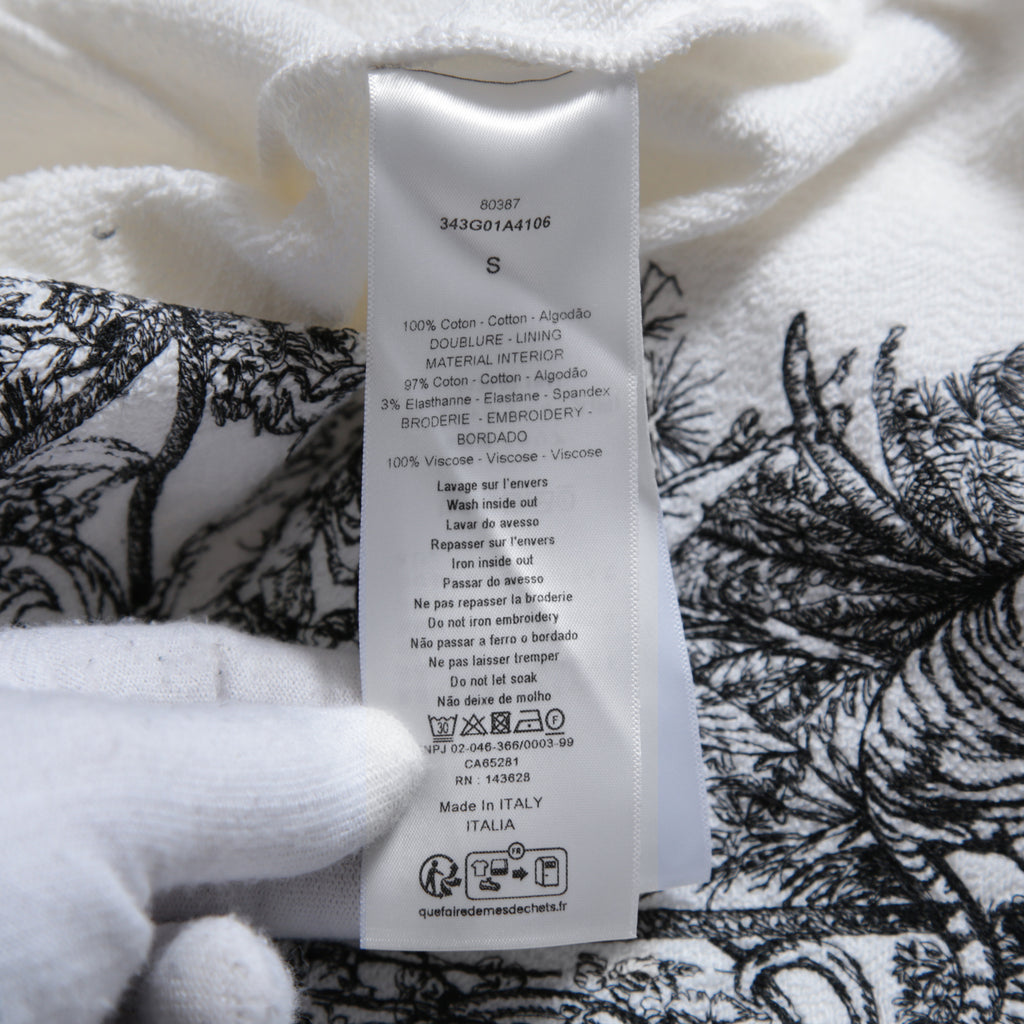 80387
343G01A4106
S
100% Coton - Cotton - Algodão
DOUBLURE - LINING
MATERIAL INTERIOR
97% Coton - Cotton - Algodão
3% Elasthanne - Elastane - Spandex
BRODERIE - EMBROIDERY -
BORDADO
100% Viscose - Viscose - Viscose
Lavage sur l'envers
Wash inside out
Lavar do avesso
Repasser sur l'envers
Iron inside out
Passar do avesso
Ne pas repasser la broderie
Do not iron embroidery
Não passar a ferro o bordado
Ne pas laisser tremper
Do not let soak
Não deixe de molho
30 F
NPJ 02-046-366/0003-99
CA65281
RN : 143628
Made In ITALY
ITALIA
FR
quefairedemesdechets.fr